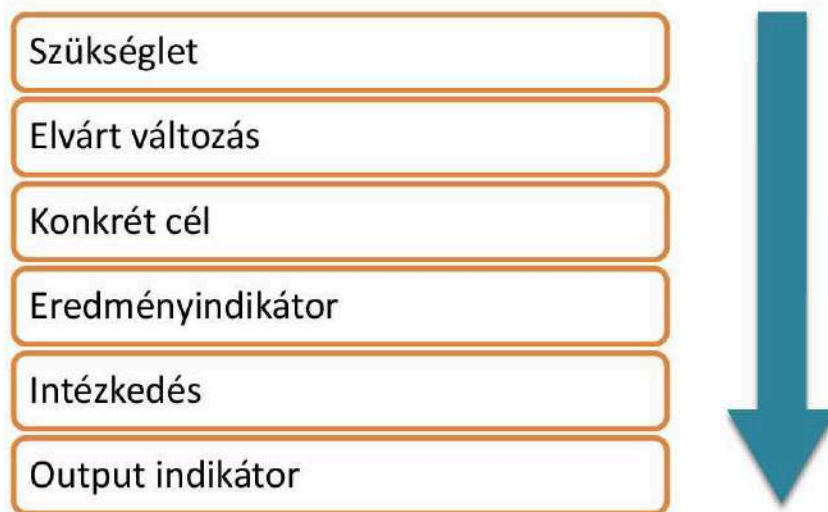 Szükséglet
Elvárt változás
Konkrét cél
Eredményindikátor
Intézkedés
Output indikátor